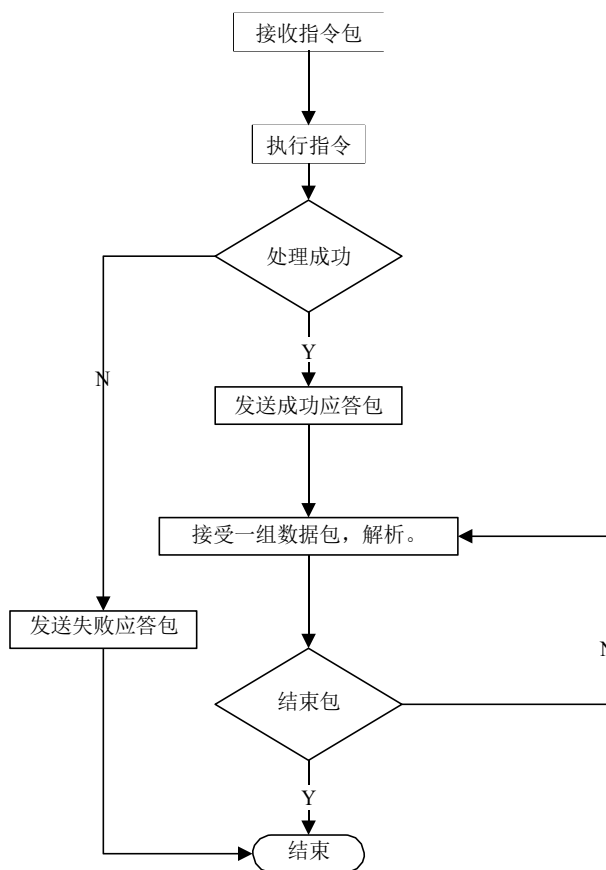 接收指令包
执行指令
处理成功
Y
N
发送成功应答包
接受一组数据包，解析。
发送失败应答包
N
结束包
Y
结束